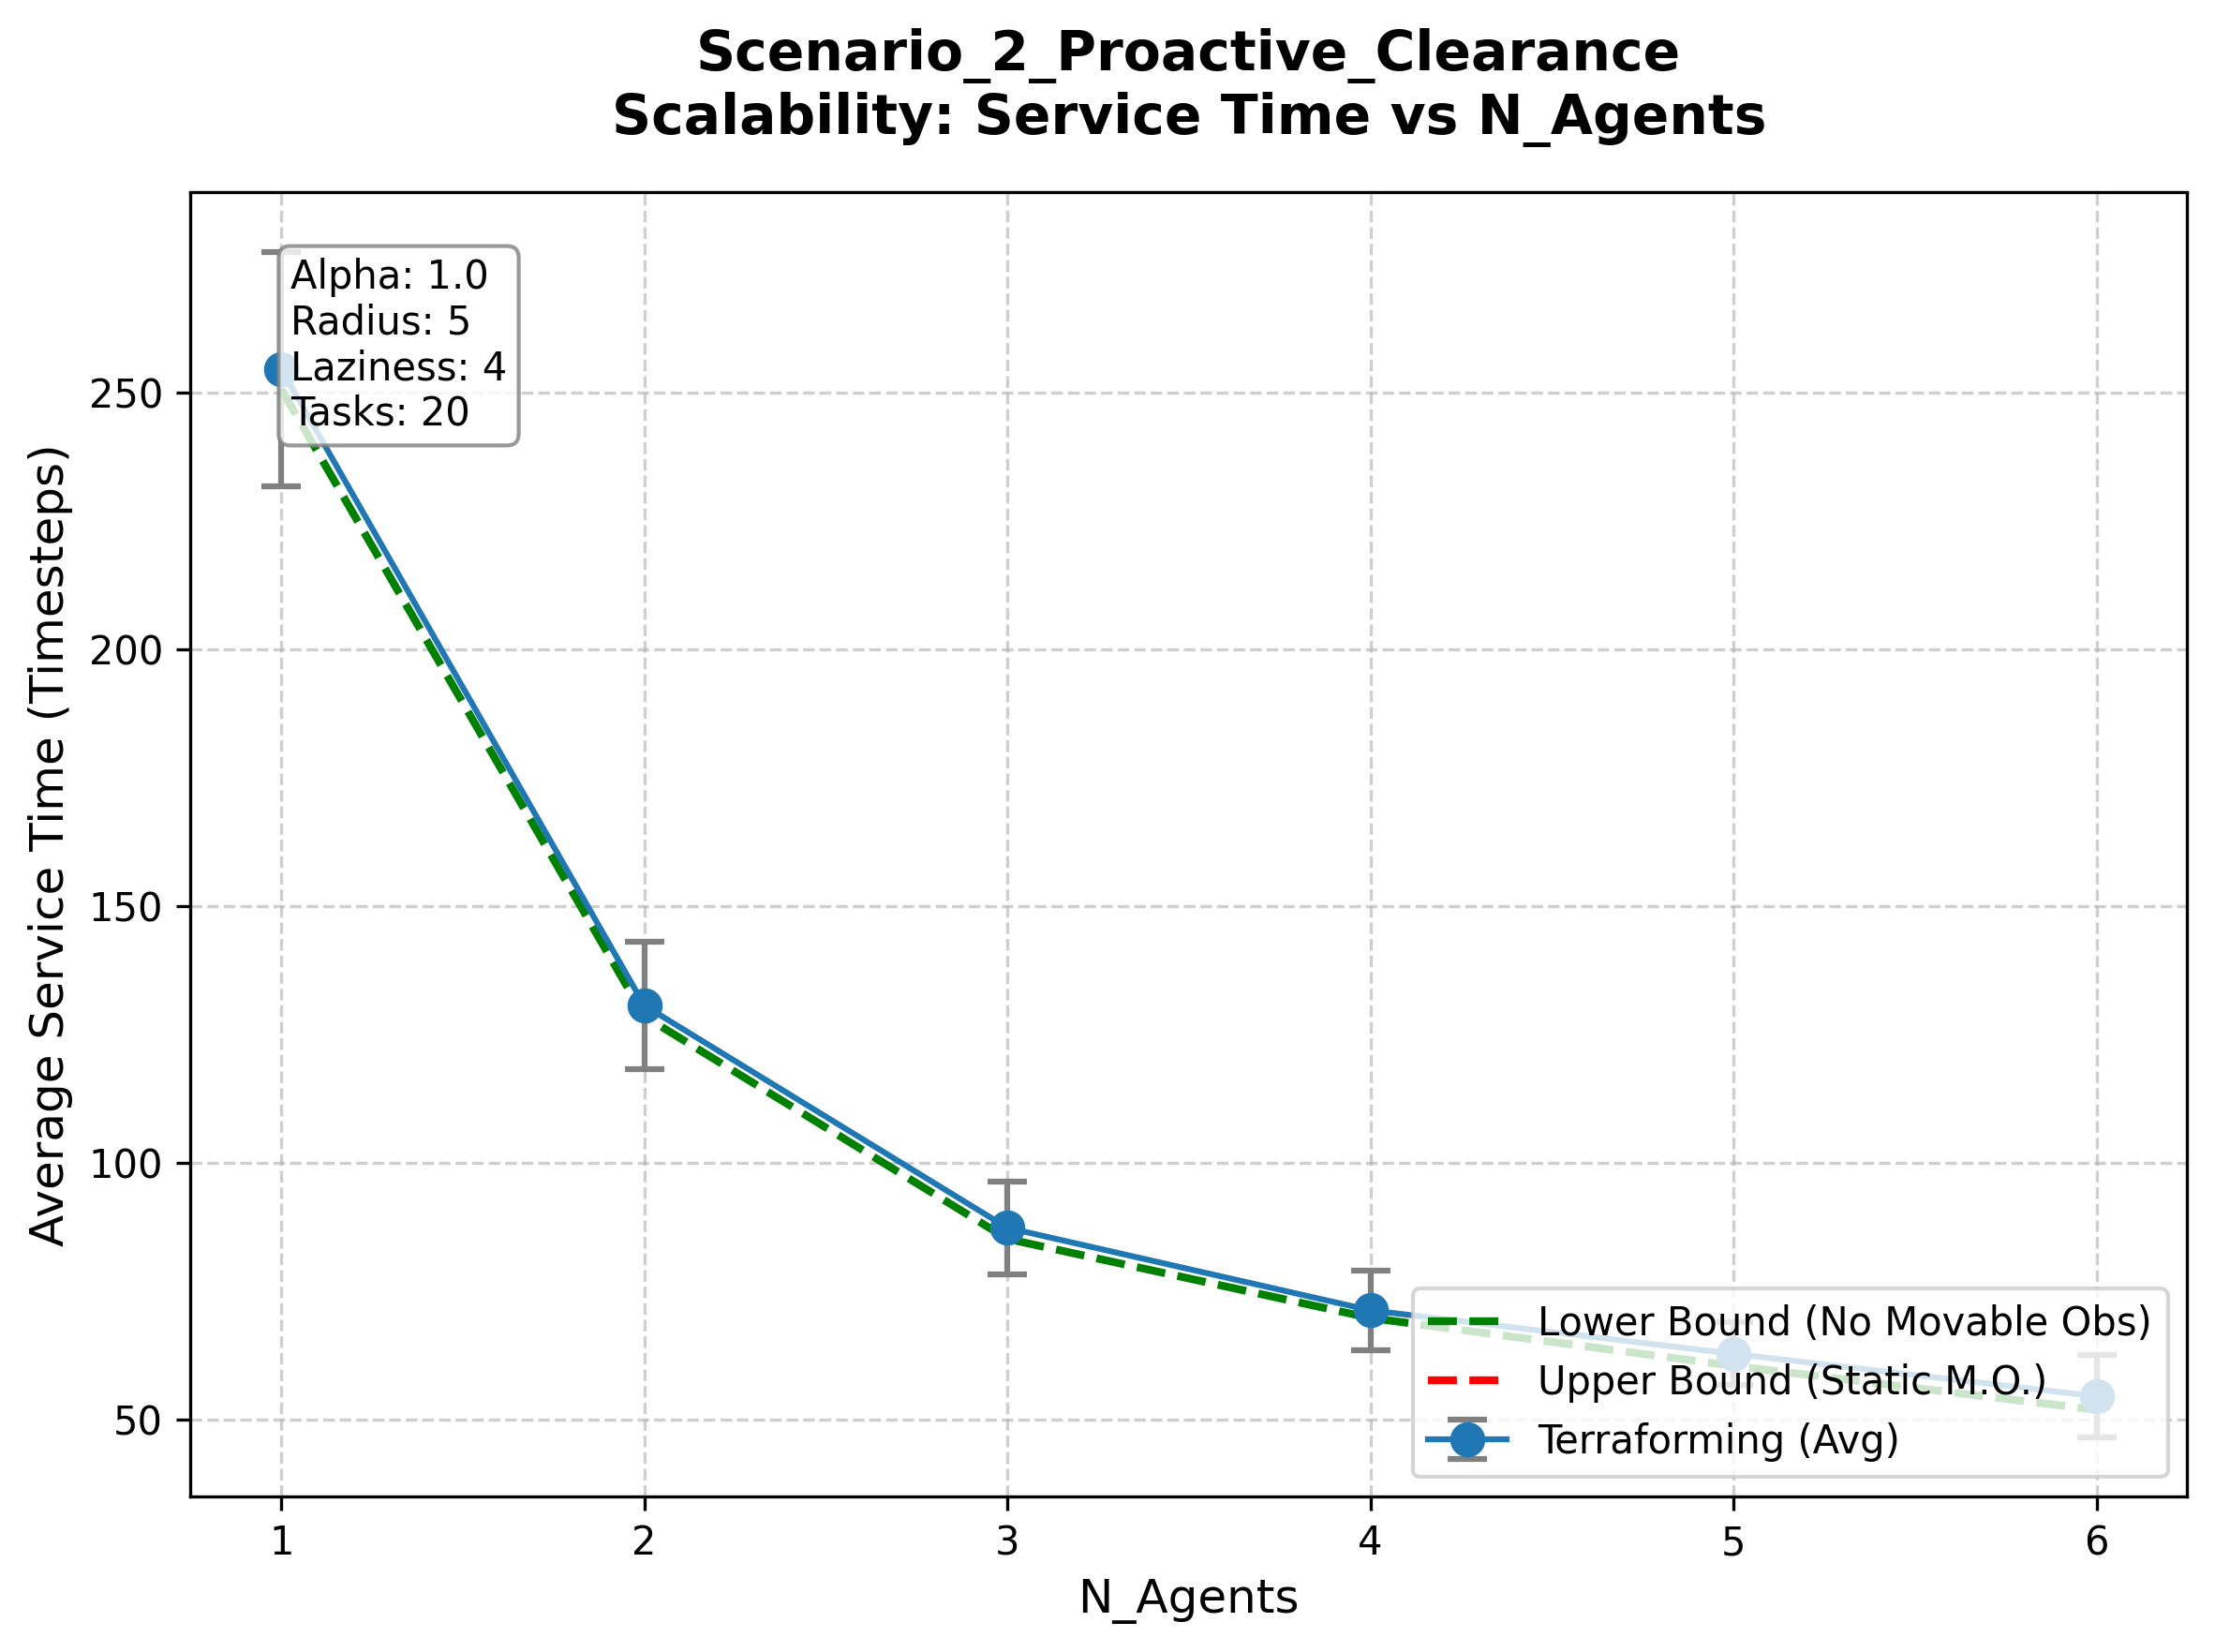 Scenario_2_Proactive_Clearance
Scalability: Service Time vs N_Agents
Average Service Time (Timesteps)
250
200
150
100
50
Alpha: 1.0
Radius: 5
Laziness: 4
Tasks: 20
Lower Bound (No Movable Obs)
Upper Bound (Static M.O.)
Terraforming (Avg)
1 2 3 4 5 6
N_Agents